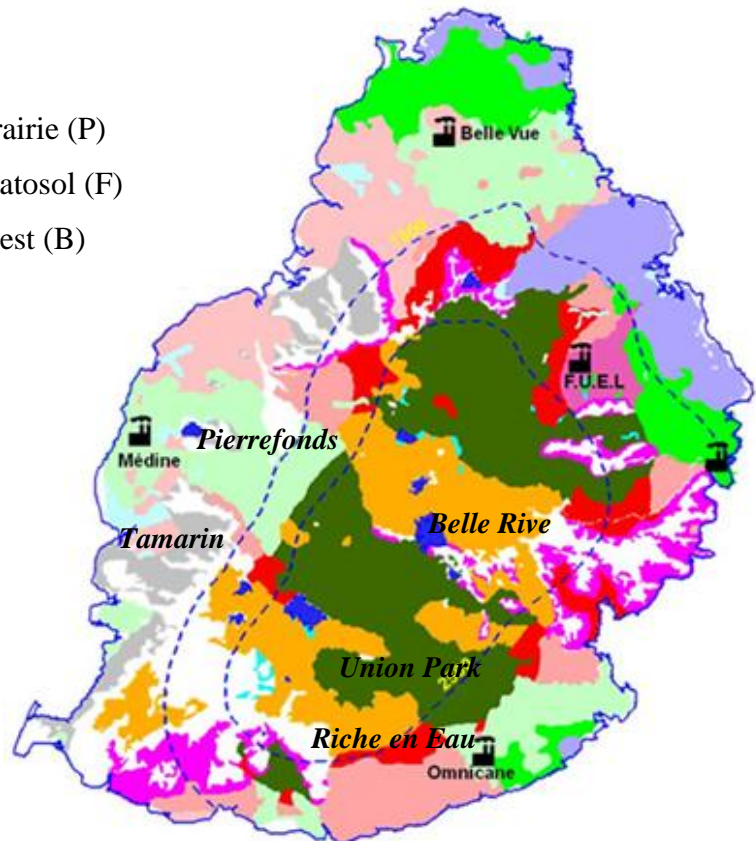 rairie (P)
atosol (F)
est (B)
Belle Vue
F.U.E.L
Pierrefonds
Médine
Belle Rive
Tamarin
Union Park
Riche en Eau
Omnicane